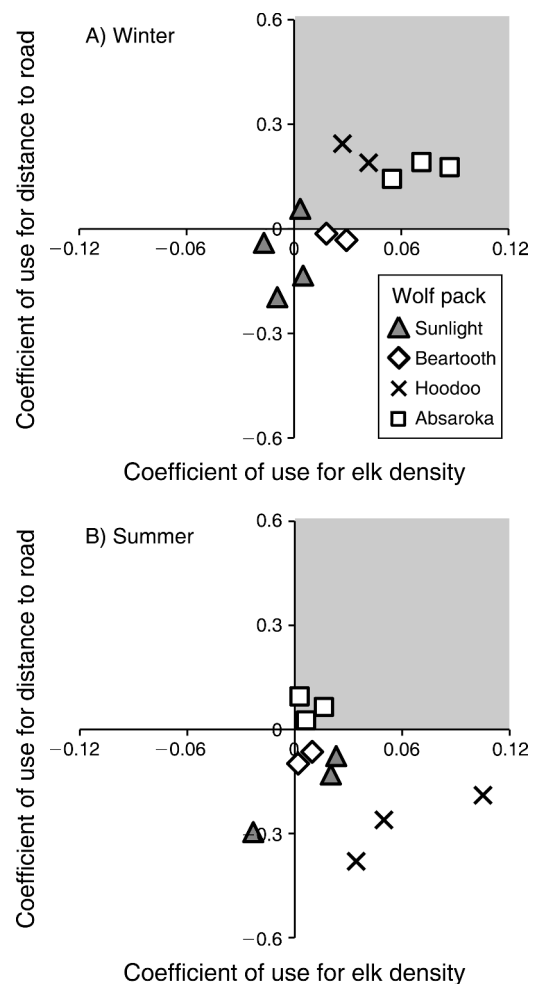 A) Winter
Coefficient of use for distance to road
0.6
0.3
0
−0.3
−0.6
−0.12
−0.06
0
0.06
0.12
Wolf pack
Sunlight
Beartooth
Hoodoo
Absaroka
Coefficient of use for elk density
B) Summer
Coefficient of use for distance to road
0.6
0.3
0
−0.3
−0.6
−0.12
−0.06
0
0.06
0.12
Coefficient of use for elk density